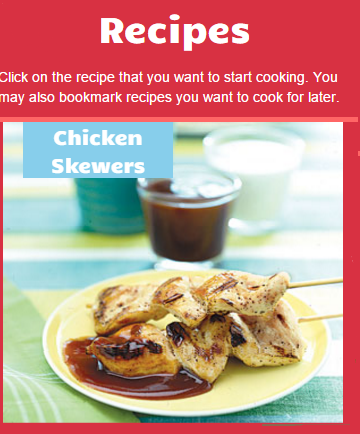 Recipes
Click on the recipe that you want to start cooking. You
may also bookmark recipes you want to cook for later.
Chicken
Skewers